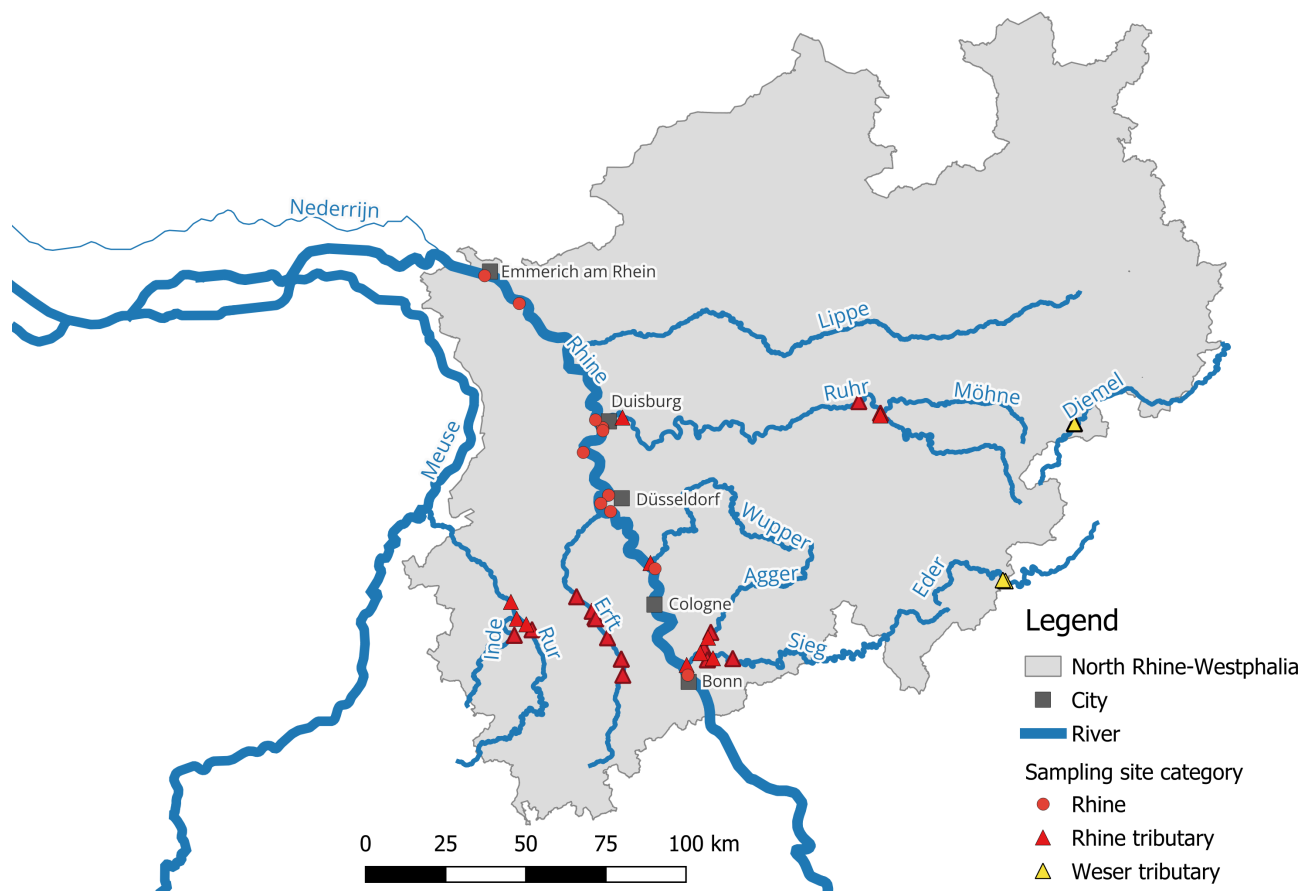 Nederrijn
Emmerich am Rhein
Lippe
Rhine
Duisburg
Ruhr
Möhne
Diemel
Meuse
Düsseldorf
Wupper
Agger
Eder
Cologne
Inde
Rur
Erft
Sieg
Bonn
Legend
North Rhine-Westphalia
City
River
Sampling site category
Rhine
Rhine tributary
Weser tributary
0 25 50 75 100 km